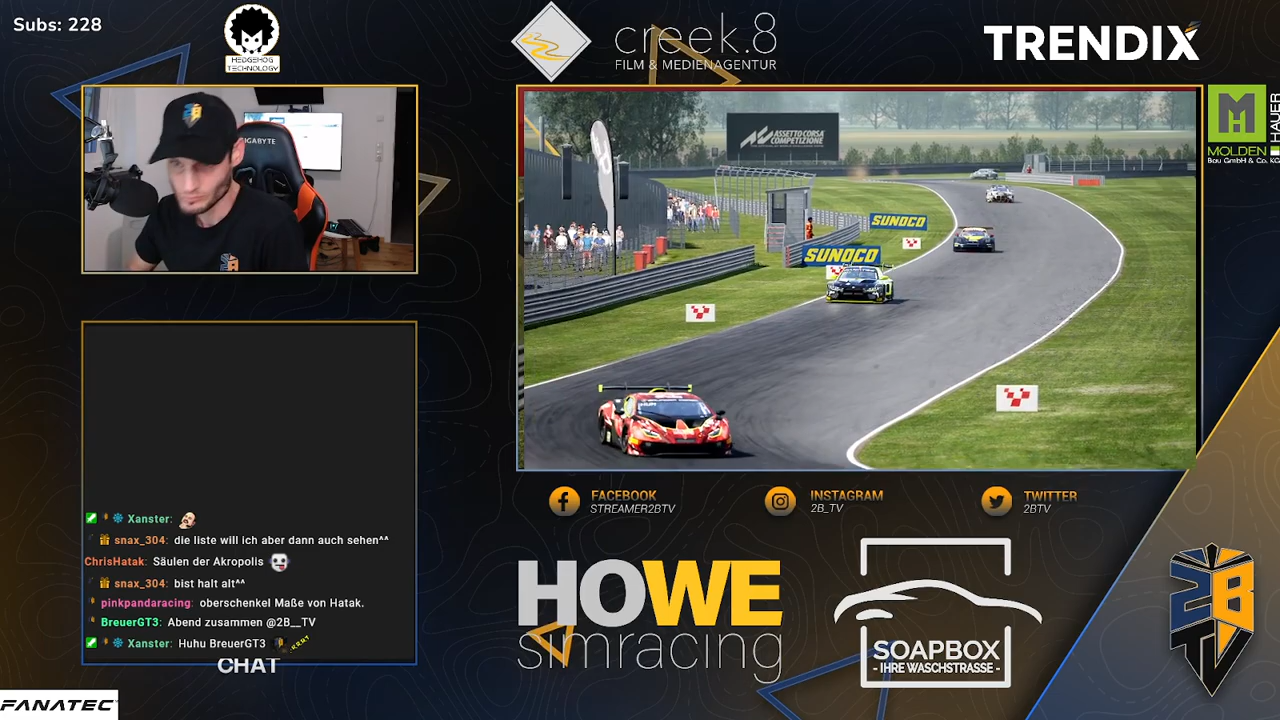 Subs: 228
HEDGEHOG
TECHNOLOGY
creek.8
FILM & MEDIENAGENTUR
TRENDIX
GIGABYTE
ASSETTO CORSA
COMPETIZIONE
MOLDEN
HAUER
Bau GmbH & Co. KG
SUNOCO
SUNOCO
FACEBOOK
STREAMER2BTV
INSTAGRAM
2B_TV
TWITTER
2BTV
Xanster:
snax_304: die liste will ich aber dann auch sehen^^
ChrisHatak: Säulen der Akropolis
snax_304: bist halt alt^^
pinkpandaracing: oberschenkel Maße von Hatak.
BreuerGT3: Abend zusammen @2B__TV
Xanster: Huhu BreuerGT3
CHAT
HOWE
simracing
SOAPBOX
- IHRE WASCHSTRASSE -
2B
TV
FANATEC